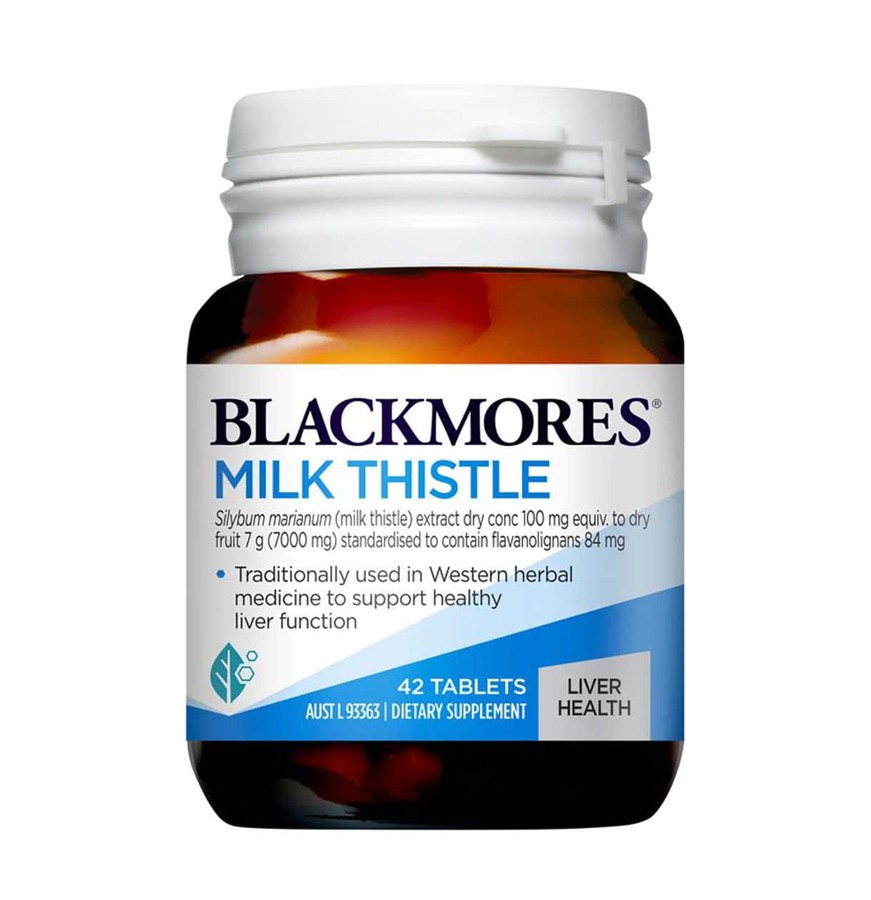 BLACKMORES®
MILK THISTLE
Silybum marianum (milk thistle) extract dry conc 100 mg equiv. to dry
fruit 7 g (7000 mg) standardised to contain flavanolignans 84 mg
• Traditionally used in Western herbal
medicine to support healthy
liver function
42 TABLETS
AUST L 93363 | DIETARY SUPPLEMENT
LIVER
HEALTH